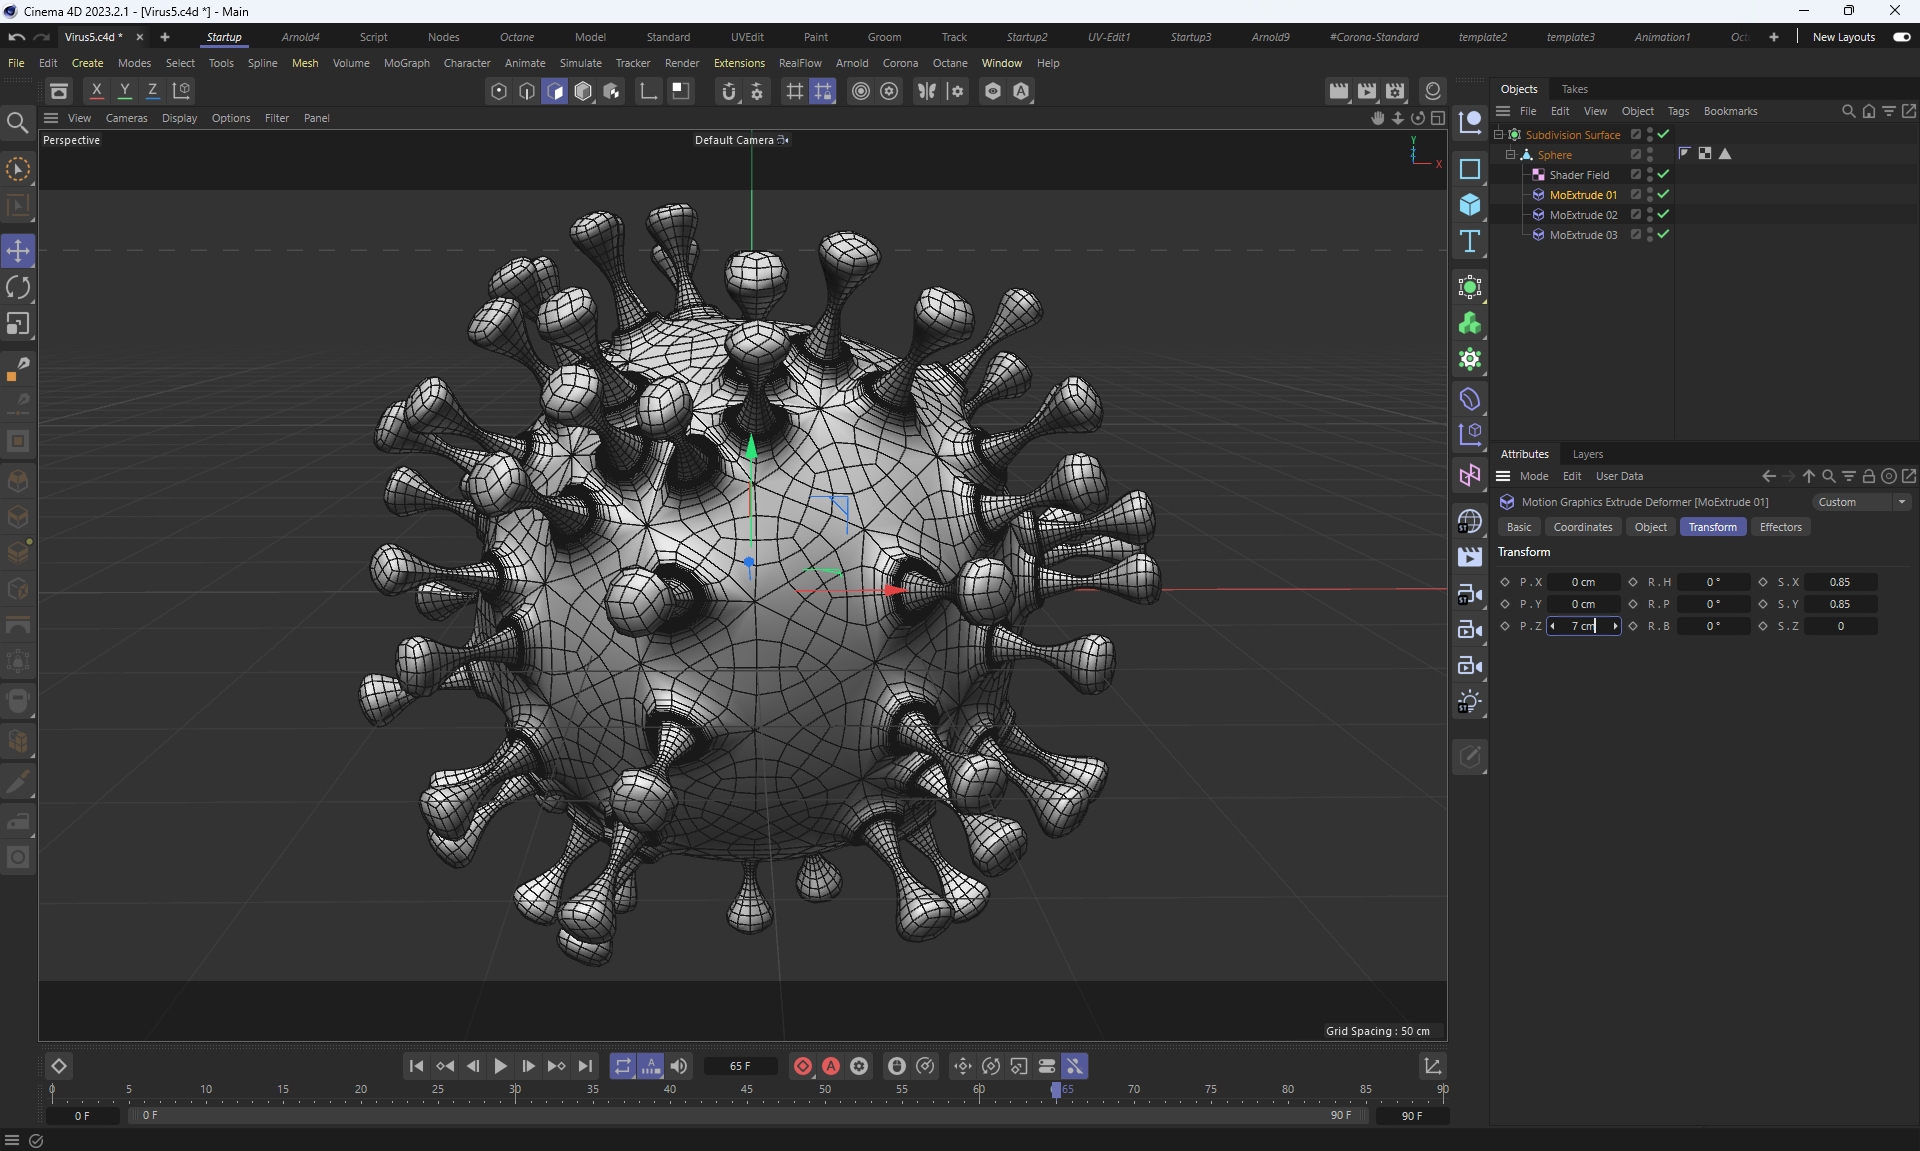 Cinema 4D 2023.2.1 - [Virus5.c4d *] - Main
Virus5.c4d * × + Startup Arnold4 Script Nodes Octane Model Standard UVEdit Paint Groom Track Startup2 UV-Edit1 Startup3 Arnold9 #Corona-Standard template2 template3 Animation1 Oct + New Layouts
File Edit Create Modes Select Tools Spline Mesh Volume MoGraph Character Animate Simulate Tracker Render Extensions RealFlow Arnold Corona Octane Window Help
X Y Z
View Cameras Display Options Filter Panel
Perspective
Default Camera
Y
Z
X
Grid Spacing : 50 cm
Objects Takes
File Edit View Object Tags Bookmarks
Subdivision Surface
Sphere
Shader Field
MoExtrude 01
MoExtrude 02
MoExtrude 03
Attributes Layers
Mode Edit User Data
Motion Graphics Extrude Deformer [MoExtrude 01] Custom
Basic Coordinates Object Transform Effectors
Transform
P . X 0 cm R . H 0 ° S . X 0.85
P . Y 0 cm R . P 0 ° S . Y 0.85
P . Z 7 cm R . B 0 ° S . Z 0
ST
ST
ST
65 F
0 5 10 15 20 25 30 35 40 45 50 55 60 65 70 75 80 85 90
0 F 0 F 90 F 90 F